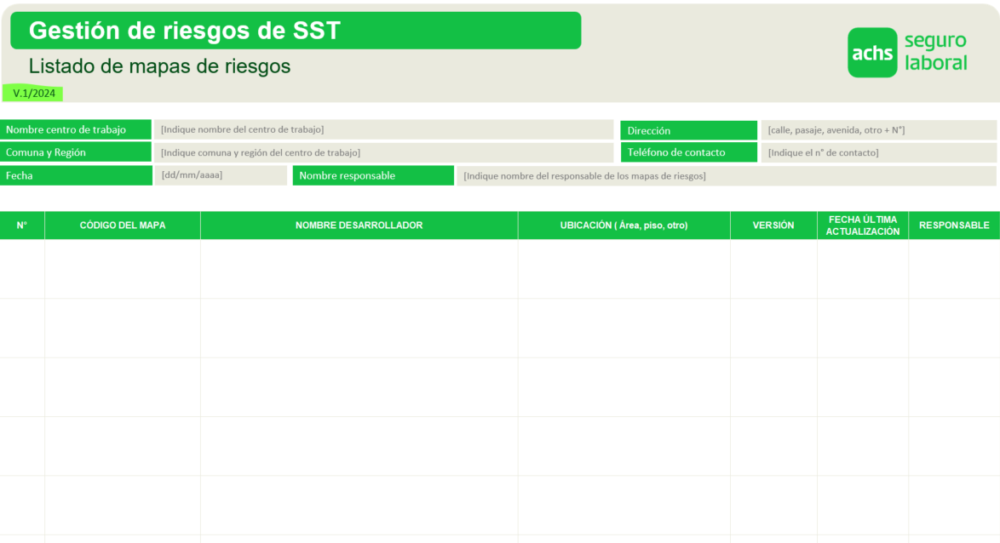 Gestión de riesgos de SST
Listado de mapas de riesgos
V.1/2024
achs seguro laboral
Nombre centro de trabajo [Indique nombre del centro de trabajo] Dirección [calle, pasaje, avenida, otro + N°]
Comuna y Región [Indique comuna y región del centro de trabajo] Teléfono de contacto [Indique el n° de contacto]
Fecha [dd/mm/aaaa] Nombre responsable [Indique nombre del responsable de los mapas de riesgos]
N° CÓDIGO DEL MAPA NOMBRE DESARROLLADOR UBICACIÓN ( Área, piso, otro) VERSIÓN FECHA ÚLTIMA ACTUALIZACIÓN RESPONSABLE